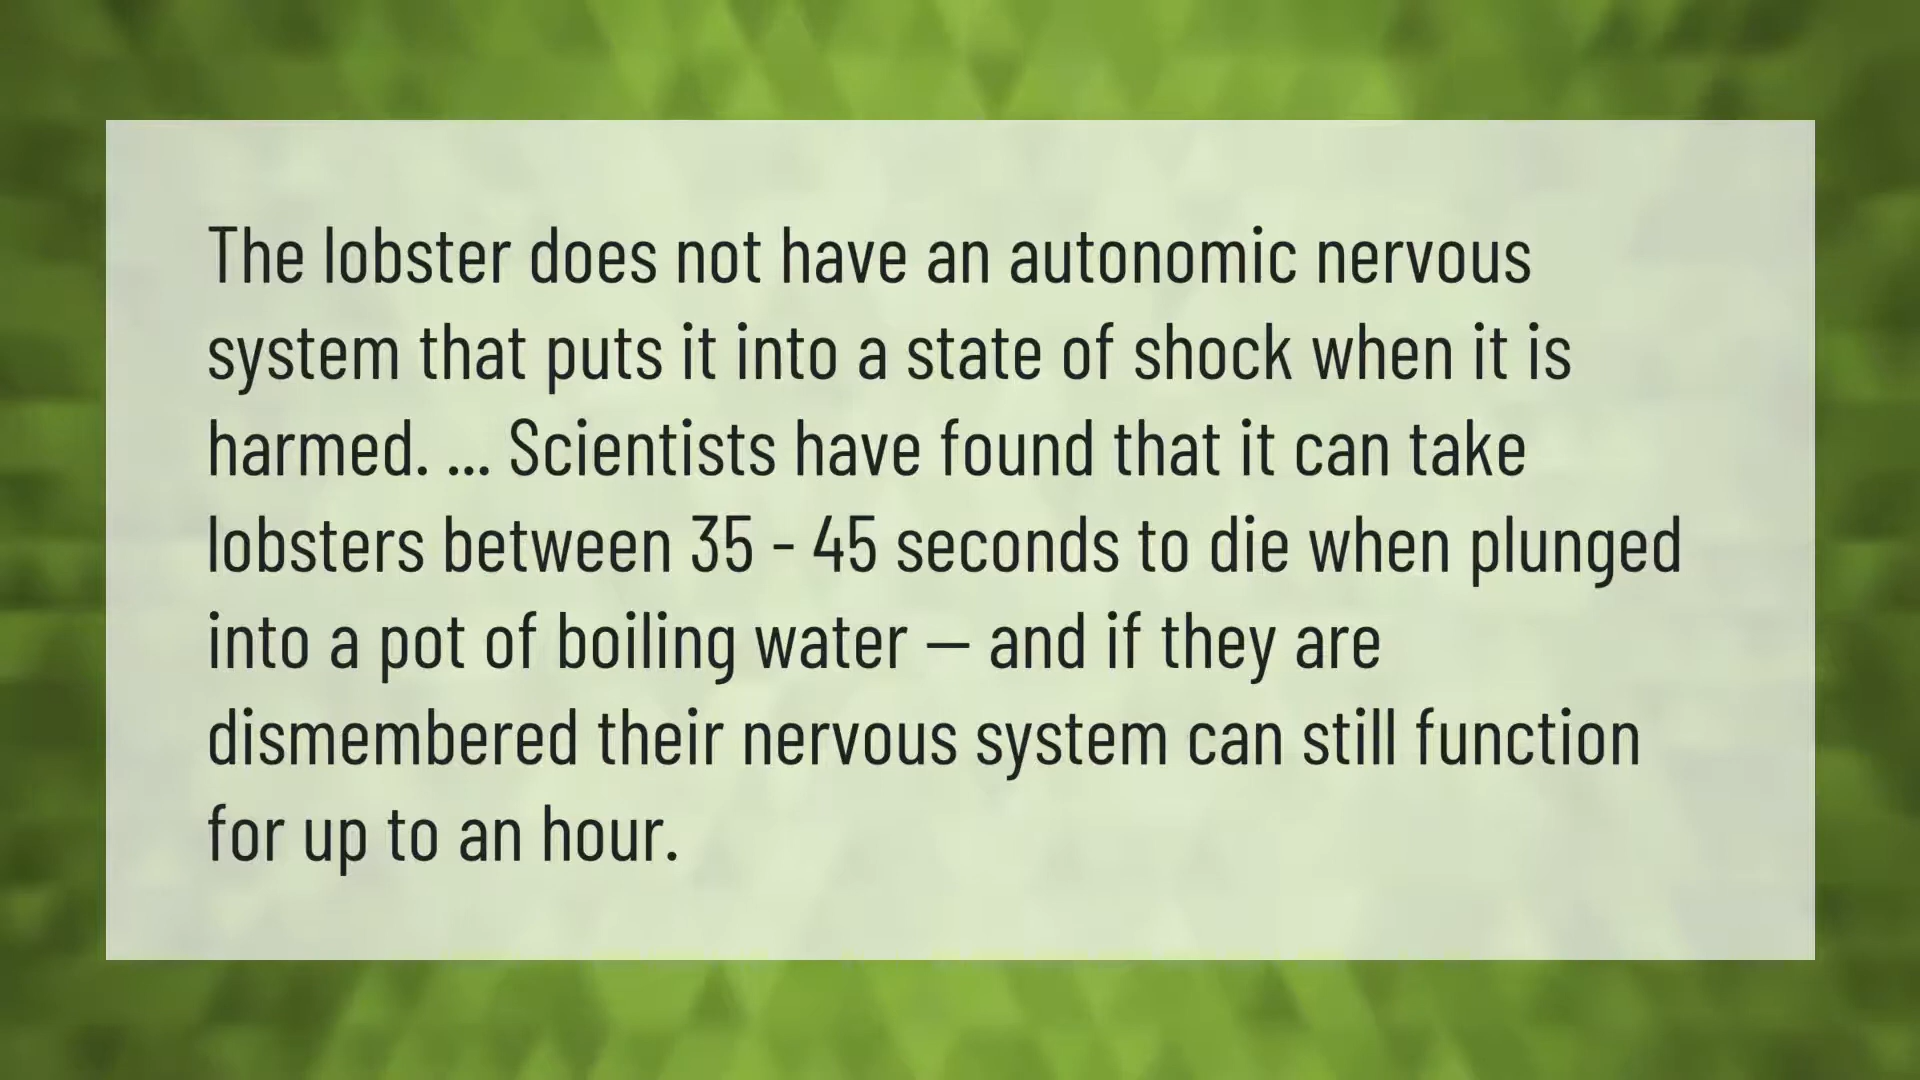 The lobster does not have an autonomic nervous
system that puts it into a state of shock when it is
harmed. ... Scientists have found that it can take
lobsters between 35 - 45 seconds to die when plunged
into a pot of boiling water — and if they are
dismembered their nervous system can still function
for up to an hour.